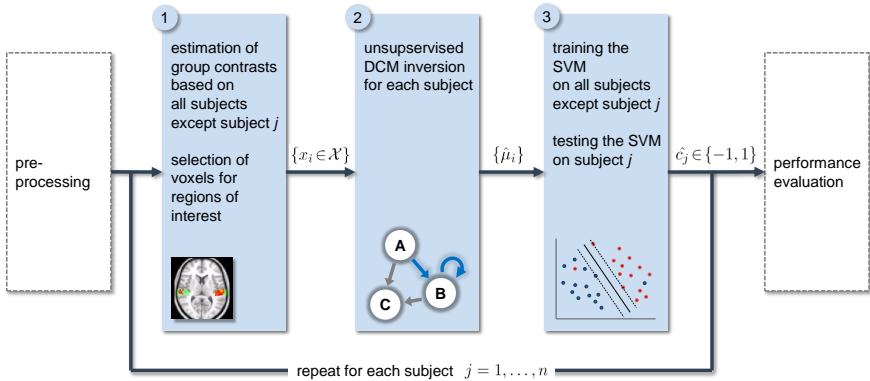 pre-
processing
1
estimation of
group contrasts
based on
all subjects
except subject j
selection of
voxels for
regions of
interest
{x_i ∈ 𝒳}
2
unsupservised
DCM inversion
for each subject
A
B
C
{μ̂_i}
3
training the
SVM
on all subjects
except subject j
testing the SVM
on subject j
ĉ_j ∈ {−1, 1}
performance
evaluation
repeat for each subject j = 1, . . . , n